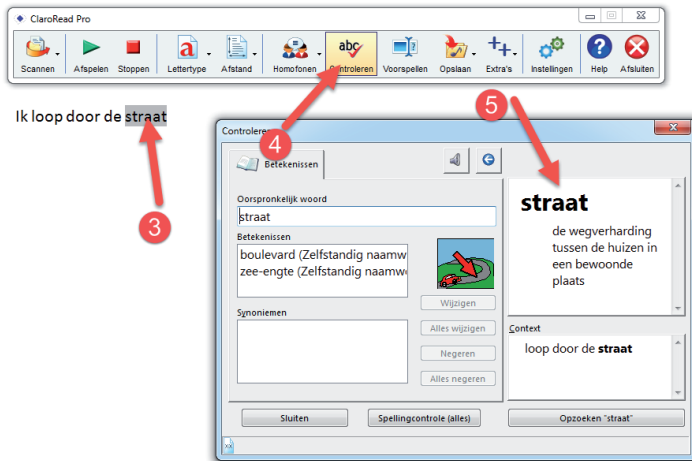 ClaroRead Pro
Scannen Afspelen Stoppen Lettertype Afstand Homofonen Controleren Voorspellen Opslaan Extra's Instellingen Help Afsluiten
Ik loop door de straat
3
4
5
Controleren
Betekenissen
Oorspronkelijk woord
straat
Betekenissen
boulevard (Zelfstandig naamw
zee-engte (Zelfstandig naamwo
Synoniemen
Wijzigen
Alles wijzigen
Negeren
Alles negeren
straat
de wegverharding
tussen de huizen in
een bewoonde
plaats
Context
loop door de straat
Sluiten Spellingcontrole (alles) Opzoeken "straat"